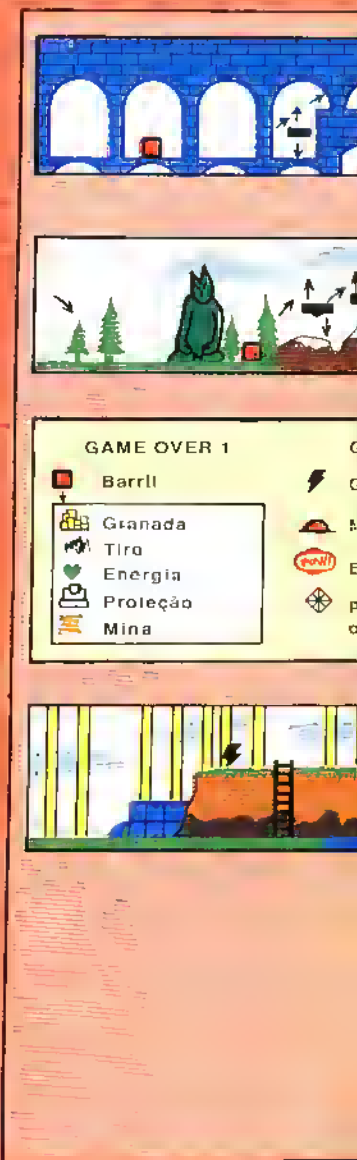 GAME OVER 1
Barril
Granada
Tiro
Energia
Proteção
Mina